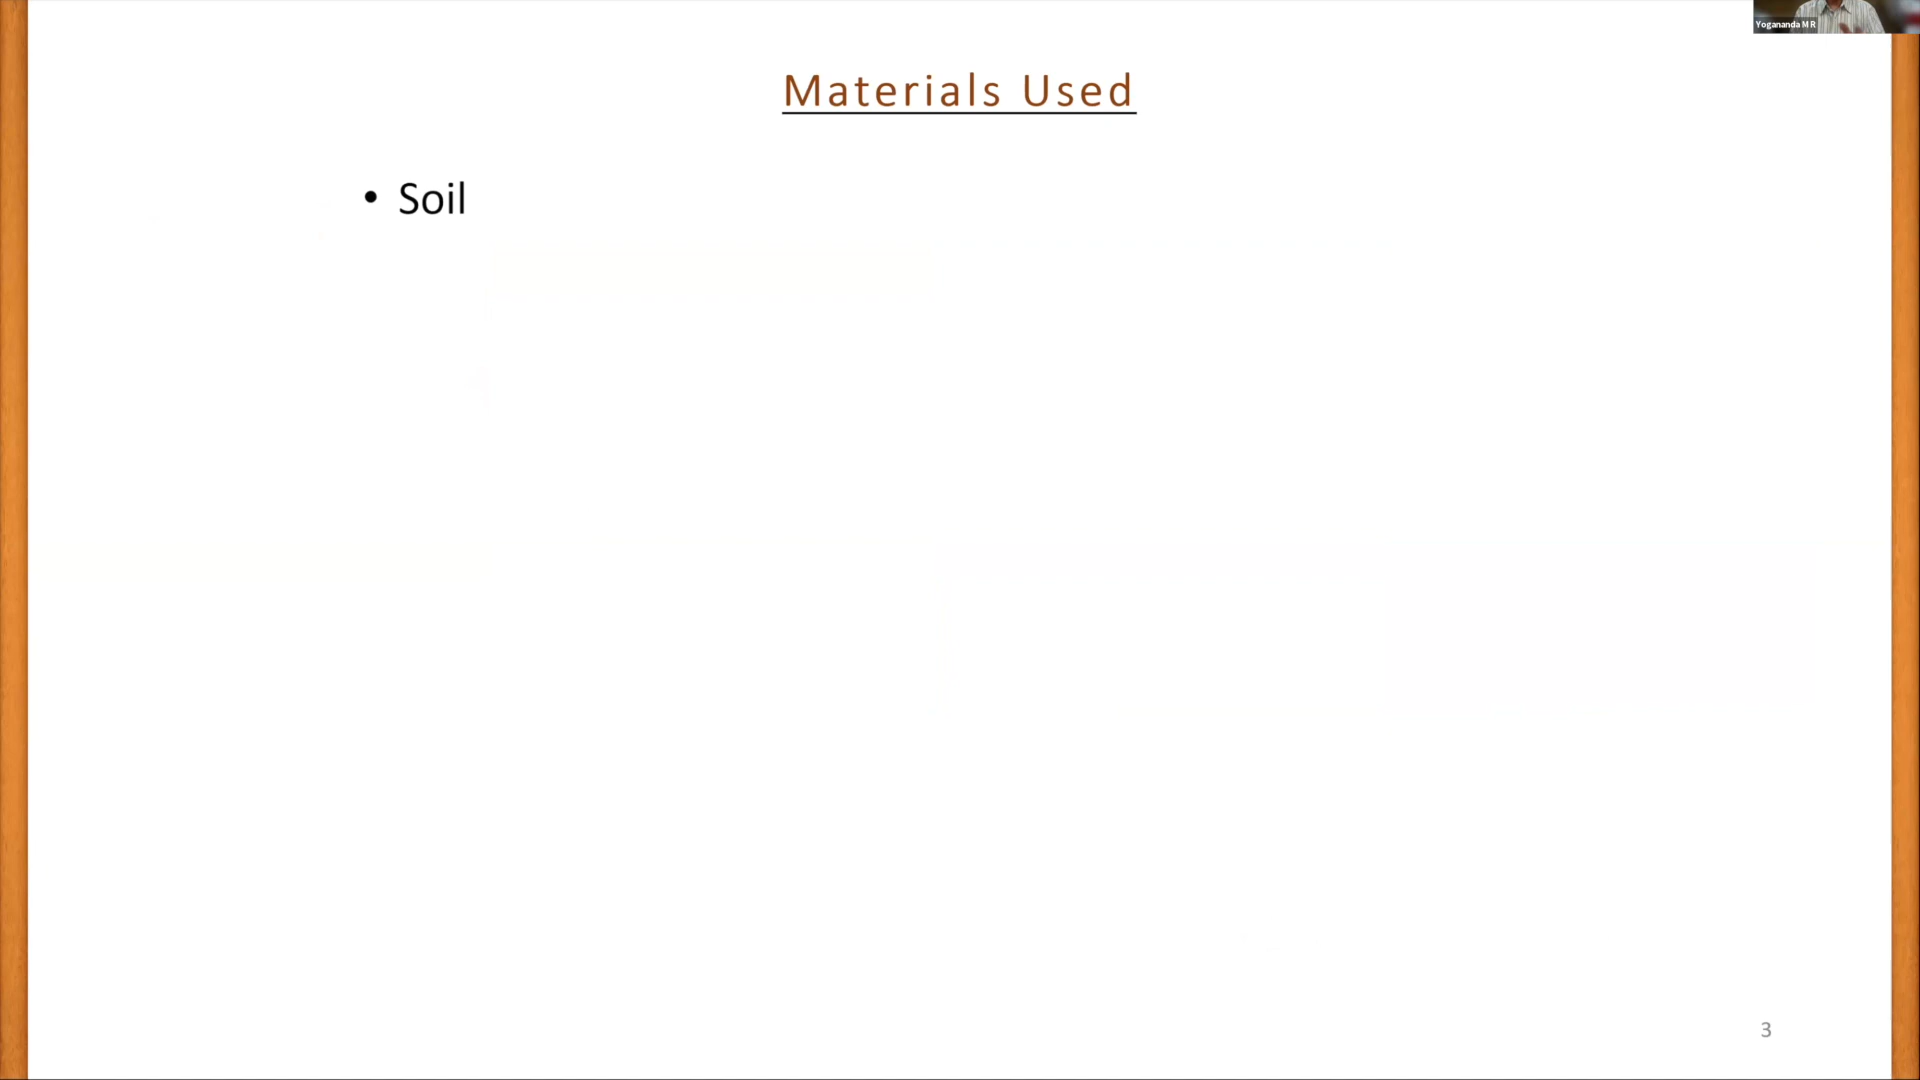 Yogananda M R
Materials Used
• Soil
3